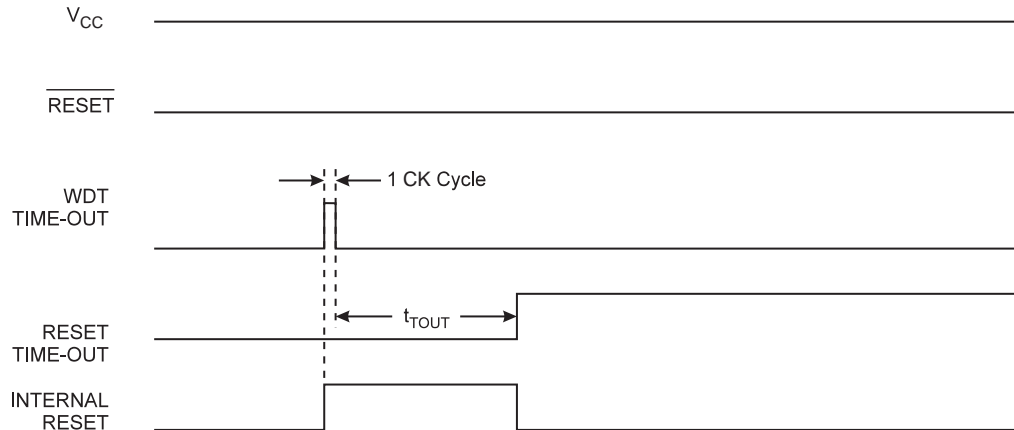 VCC
RESET
1 CK Cycle
WDT
TIME-OUT
tTOUT
RESET
TIME-OUT
INTERNAL
RESET